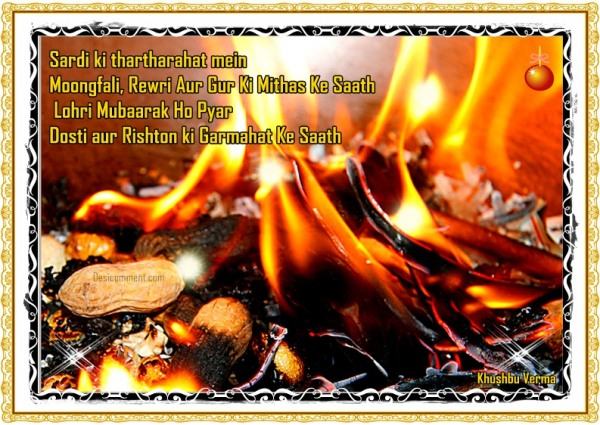 Sardi ki thartharahat mein
Moongfali, Rewri Aur Gur Ki Mithas Ke Saath
Lohri Mubaarak Ho Pyar
Dosti aur Rishton ki Garmahat Ke Saath
Desicomment.com
Khushbu Verma